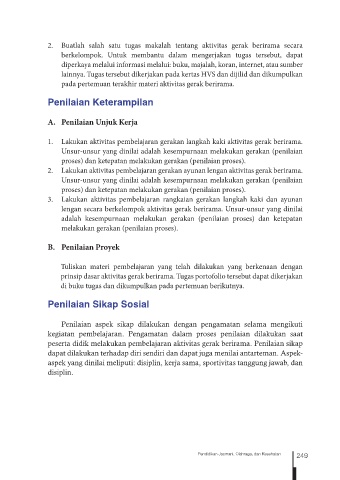 2. Buatlah salah satu tugas makalah tentang aktivitas gerak berirama secara
berkelompok. Untuk membantu dalam mengerjakan tugas tersebut, dapat
diperkaya melalui informasi melalui: buku, majalah, koran, internet, atau sumber
lainnya. Tugas tersebut dikerjakan pada kertas HVS dan dijilid dan dikumpulkan
pada pertemuan terakhir materi aktivitas gerak berirama.
Penilaian Keterampilan
A. Penilaian Unjuk Kerja
1. Lakukan aktivitas pembelajaran gerakan langkah kaki aktivitas gerak berirama.
Unsur-unsur yang dinilai adalah kesempurnaan melakukan gerakan (penilaian
proses) dan ketepatan melakukan gerakan (penilaian proses).
2. Lakukan aktivitas pembelajaran gerakan ayunan lengan aktivitas gerak berirama.
Unsur-unsur yang dinilai adalah kesempurnaan melakukan gerakan (penilaian
proses) dan ketepatan melakukan gerakan (penilaian proses).
3. Lakukan aktivitas pembelajaran rangkaian gerakan langkah kaki dan ayunan
lengan secara berkelompok aktivitas gerak berirama. Unsur-unsur yang dinilai
adalah kesempurnaan melakukan gerakan (penilaian proses) dan ketepatan
melakukan gerakan (penilaian proses).
B. Penilaian Proyek
Tuliskan materi pembelajaran yang telah dilakukan yang berkenaan dengan
prinsip dasar aktivitas gerak berirama. Tugas portofolio tersebut dapat dikerjakan
di buku tugas dan dikumpulkan pada pertemuan berikutnya.
Penilaian Sikap Sosial
Penilaian aspek sikap dilakukan dengan pengamatan selama mengikuti
kegiatan pembelajaran. Pengamatan dalam proses penilaian dilakukan saat
peserta didik melakukan pembelajaran aktivitas gerak berirama. Penilaian sikap
dapat dilakukan terhadap diri sendiri dan dapat juga menilai antarteman. Aspek-
aspek yang dinilai meliputi: disiplin, kerja sama, sportivitas tanggung jawab, dan
disiplin.
Pendidikan Jasmani, Olahraga, dan Kesehatan 249